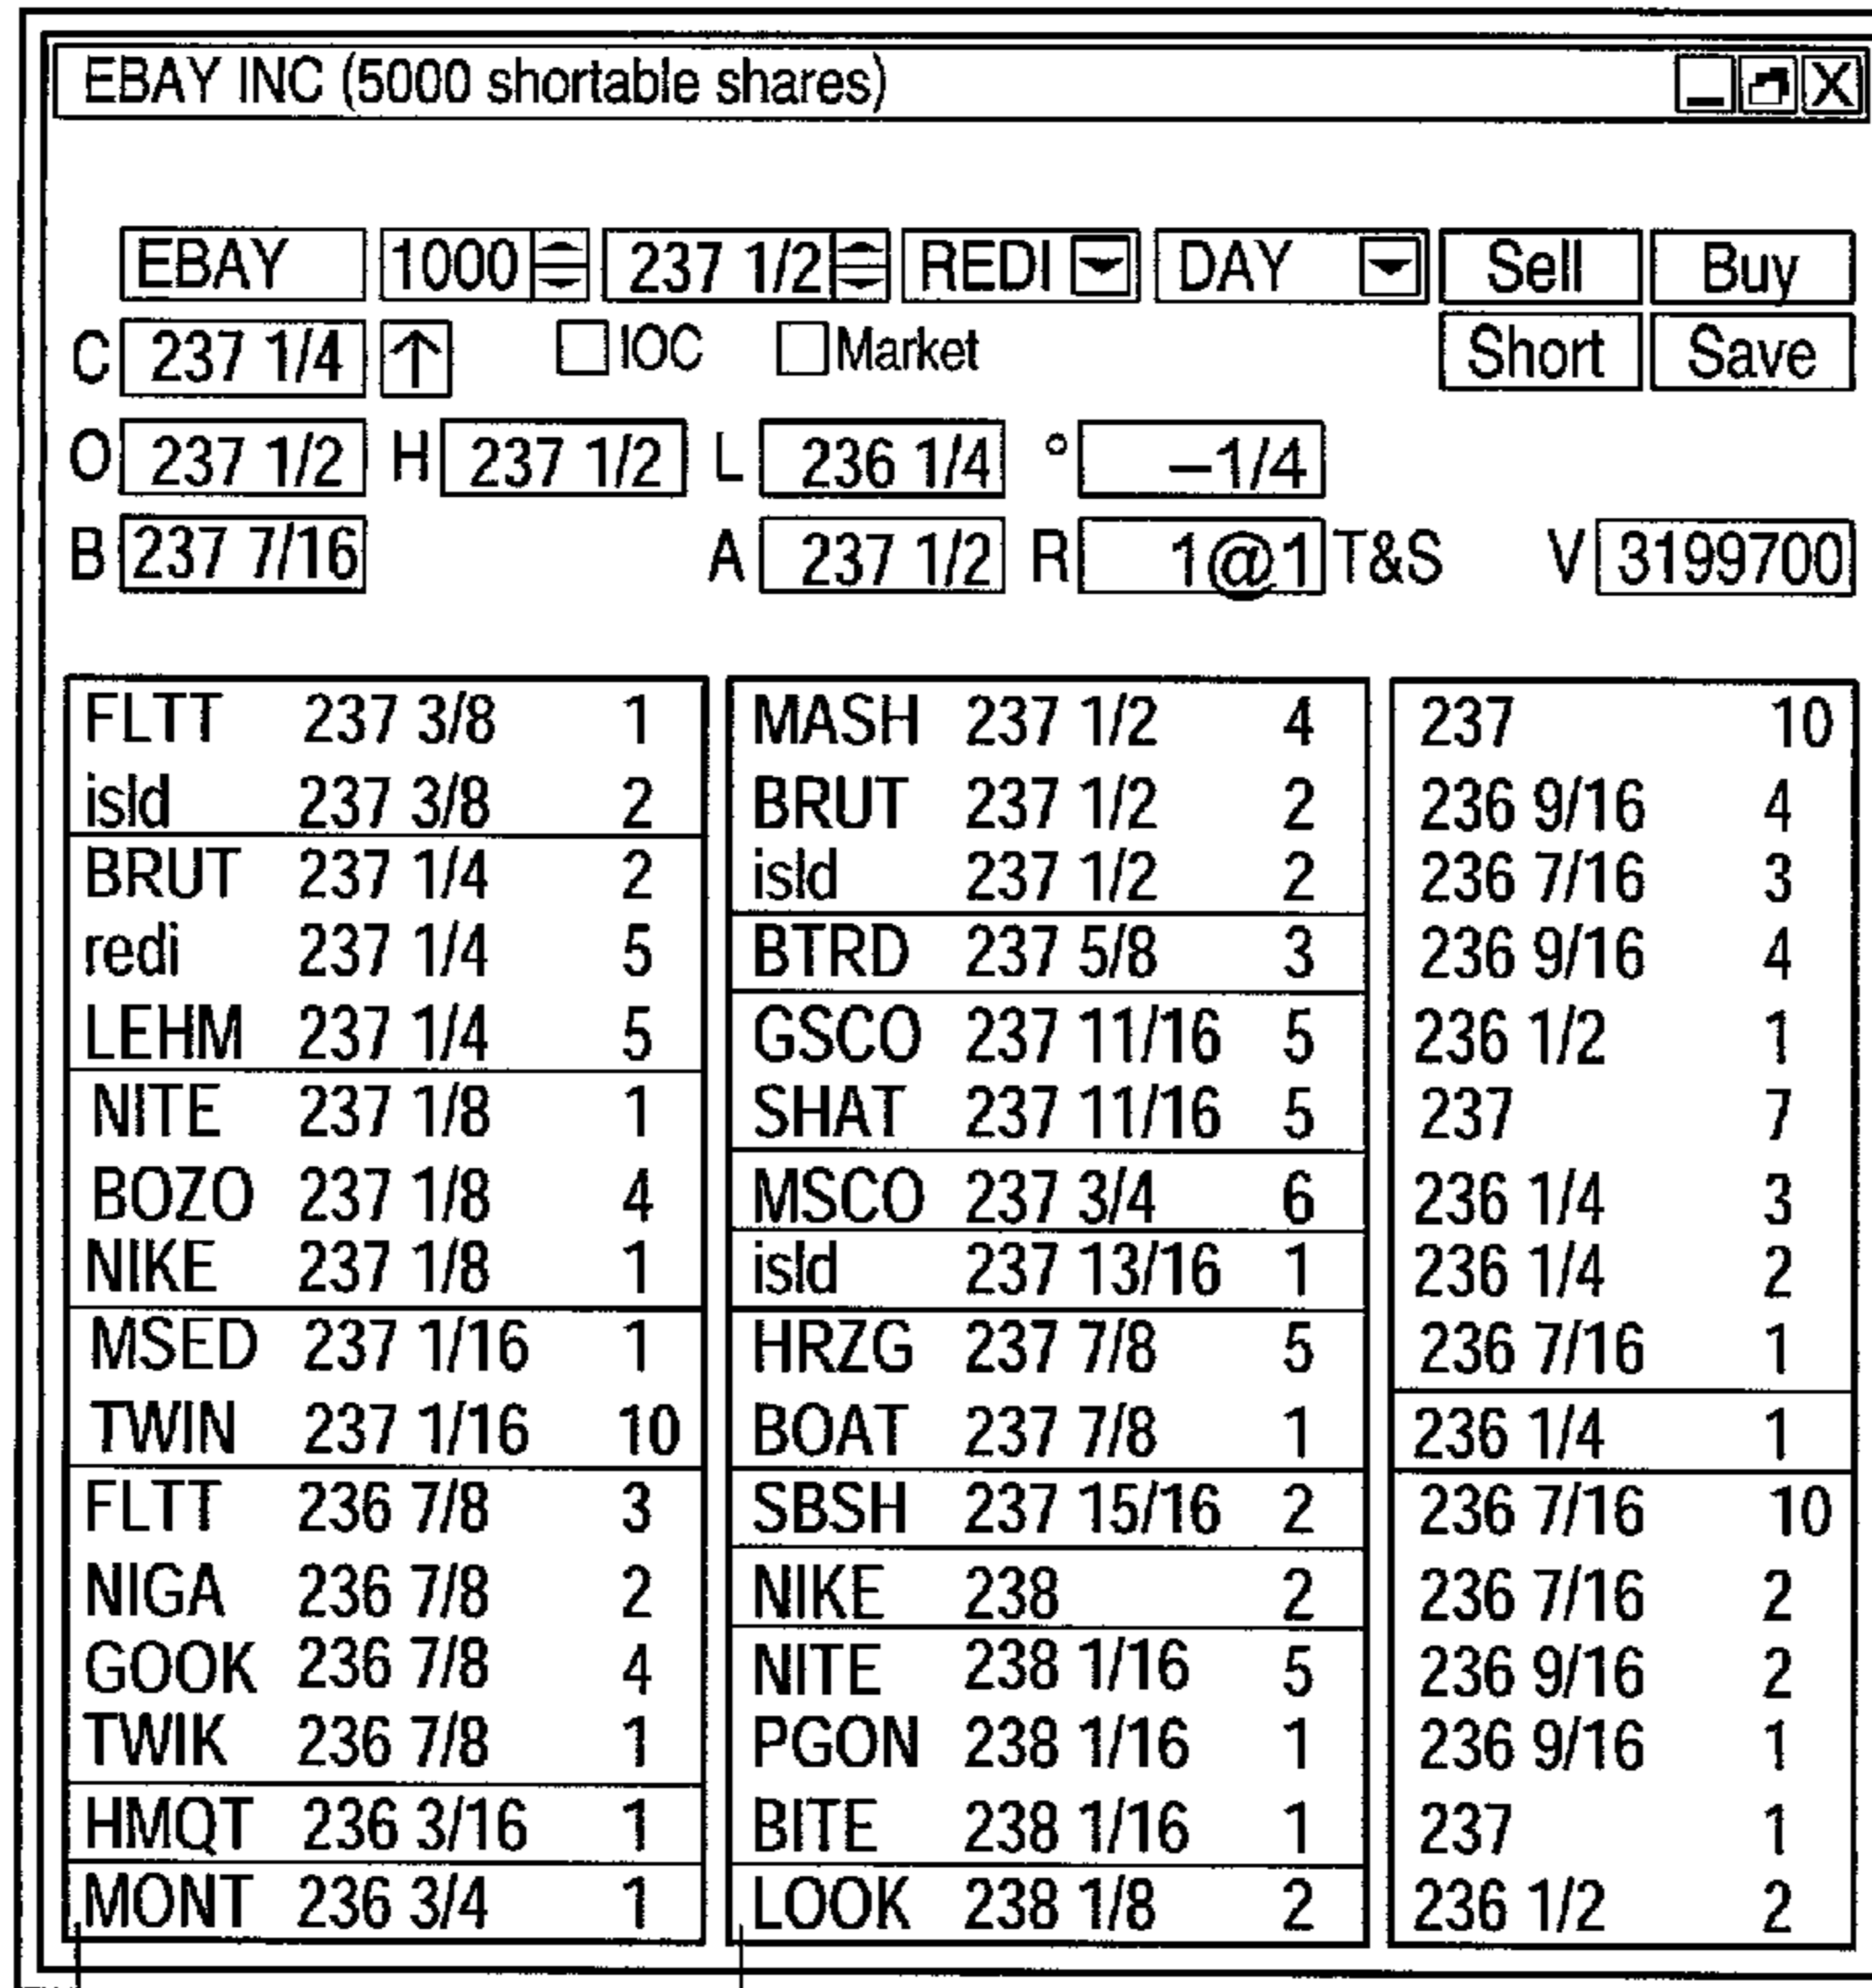 EBAY INC (5000 shortable shares)
EBAY 1000 237 1/2 REDI DAY Sell Buy
C 237 1/4 ↑ IOC Market Short Save
O 237 1/2 H 237 1/2 L 236 1/4 ° –1/4
B 237 7/16 A 237 1/2 R 1@1 T&S V 3199700
FLTT 237 3/8 1 MASH 237 1/2 4 237 10
isld 237 3/8 2 BRUT 237 1/2 2 236 9/16 4
BRUT 237 1/4 2 isld 237 1/2 2 236 7/16 3
redi 237 1/4 5 BTRD 237 5/8 3 236 9/16 4
LEHM 237 1/4 5 GSCO 237 11/16 5 236 1/2 1
NITE 237 1/8 1 SHAT 237 11/16 5 237 7
BOZO 237 1/8 4 MSCO 237 3/4 6 236 1/4 3
NIKE 237 1/8 1 isld 237 13/16 1 236 1/4 2
MSED 237 1/16 1 HRZG 237 7/8 5 236 7/16 1
TWIN 237 1/16 10 BOAT 237 7/8 1 236 1/4 1
FLTT 236 7/8 3 SBSH 237 15/16 2 236 7/16 10
NIGA 236 7/8 2 NIKE 238 2 236 7/16 2
GOOK 236 7/8 4 NITE 238 1/16 5 236 9/16 2
TWIK 236 7/8 1 PGON 238 1/16 1 236 9/16 1
HMQT 236 3/16 1 BITE 238 1/16 1 237 1
MONT 236 3/4 1 LOOK 238 1/8 2 236 1/2 2